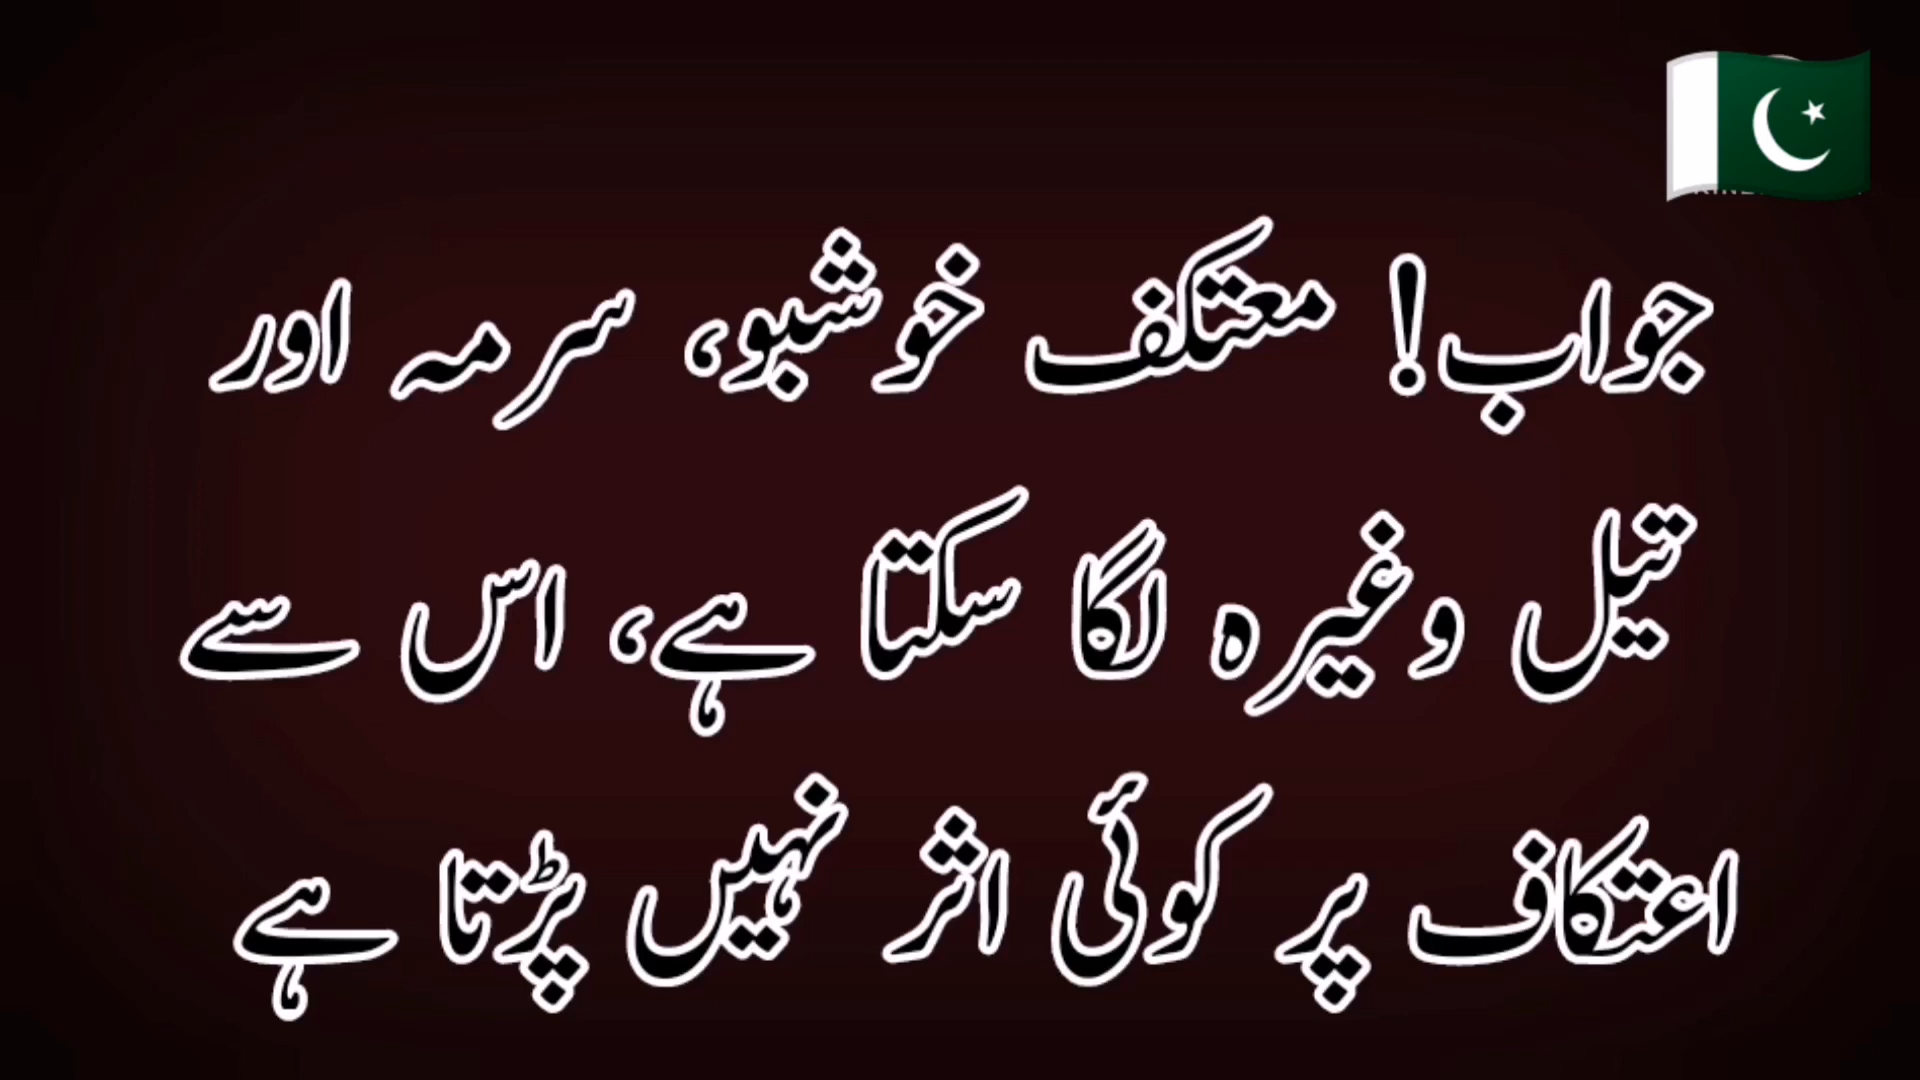 جواب! معتکف خوشبو، سرمہ اور
تیل وغیرہ لگا سکتا ہے، اس سے
اعتکاف پر کوئی اثر نہیں پڑتا ہے